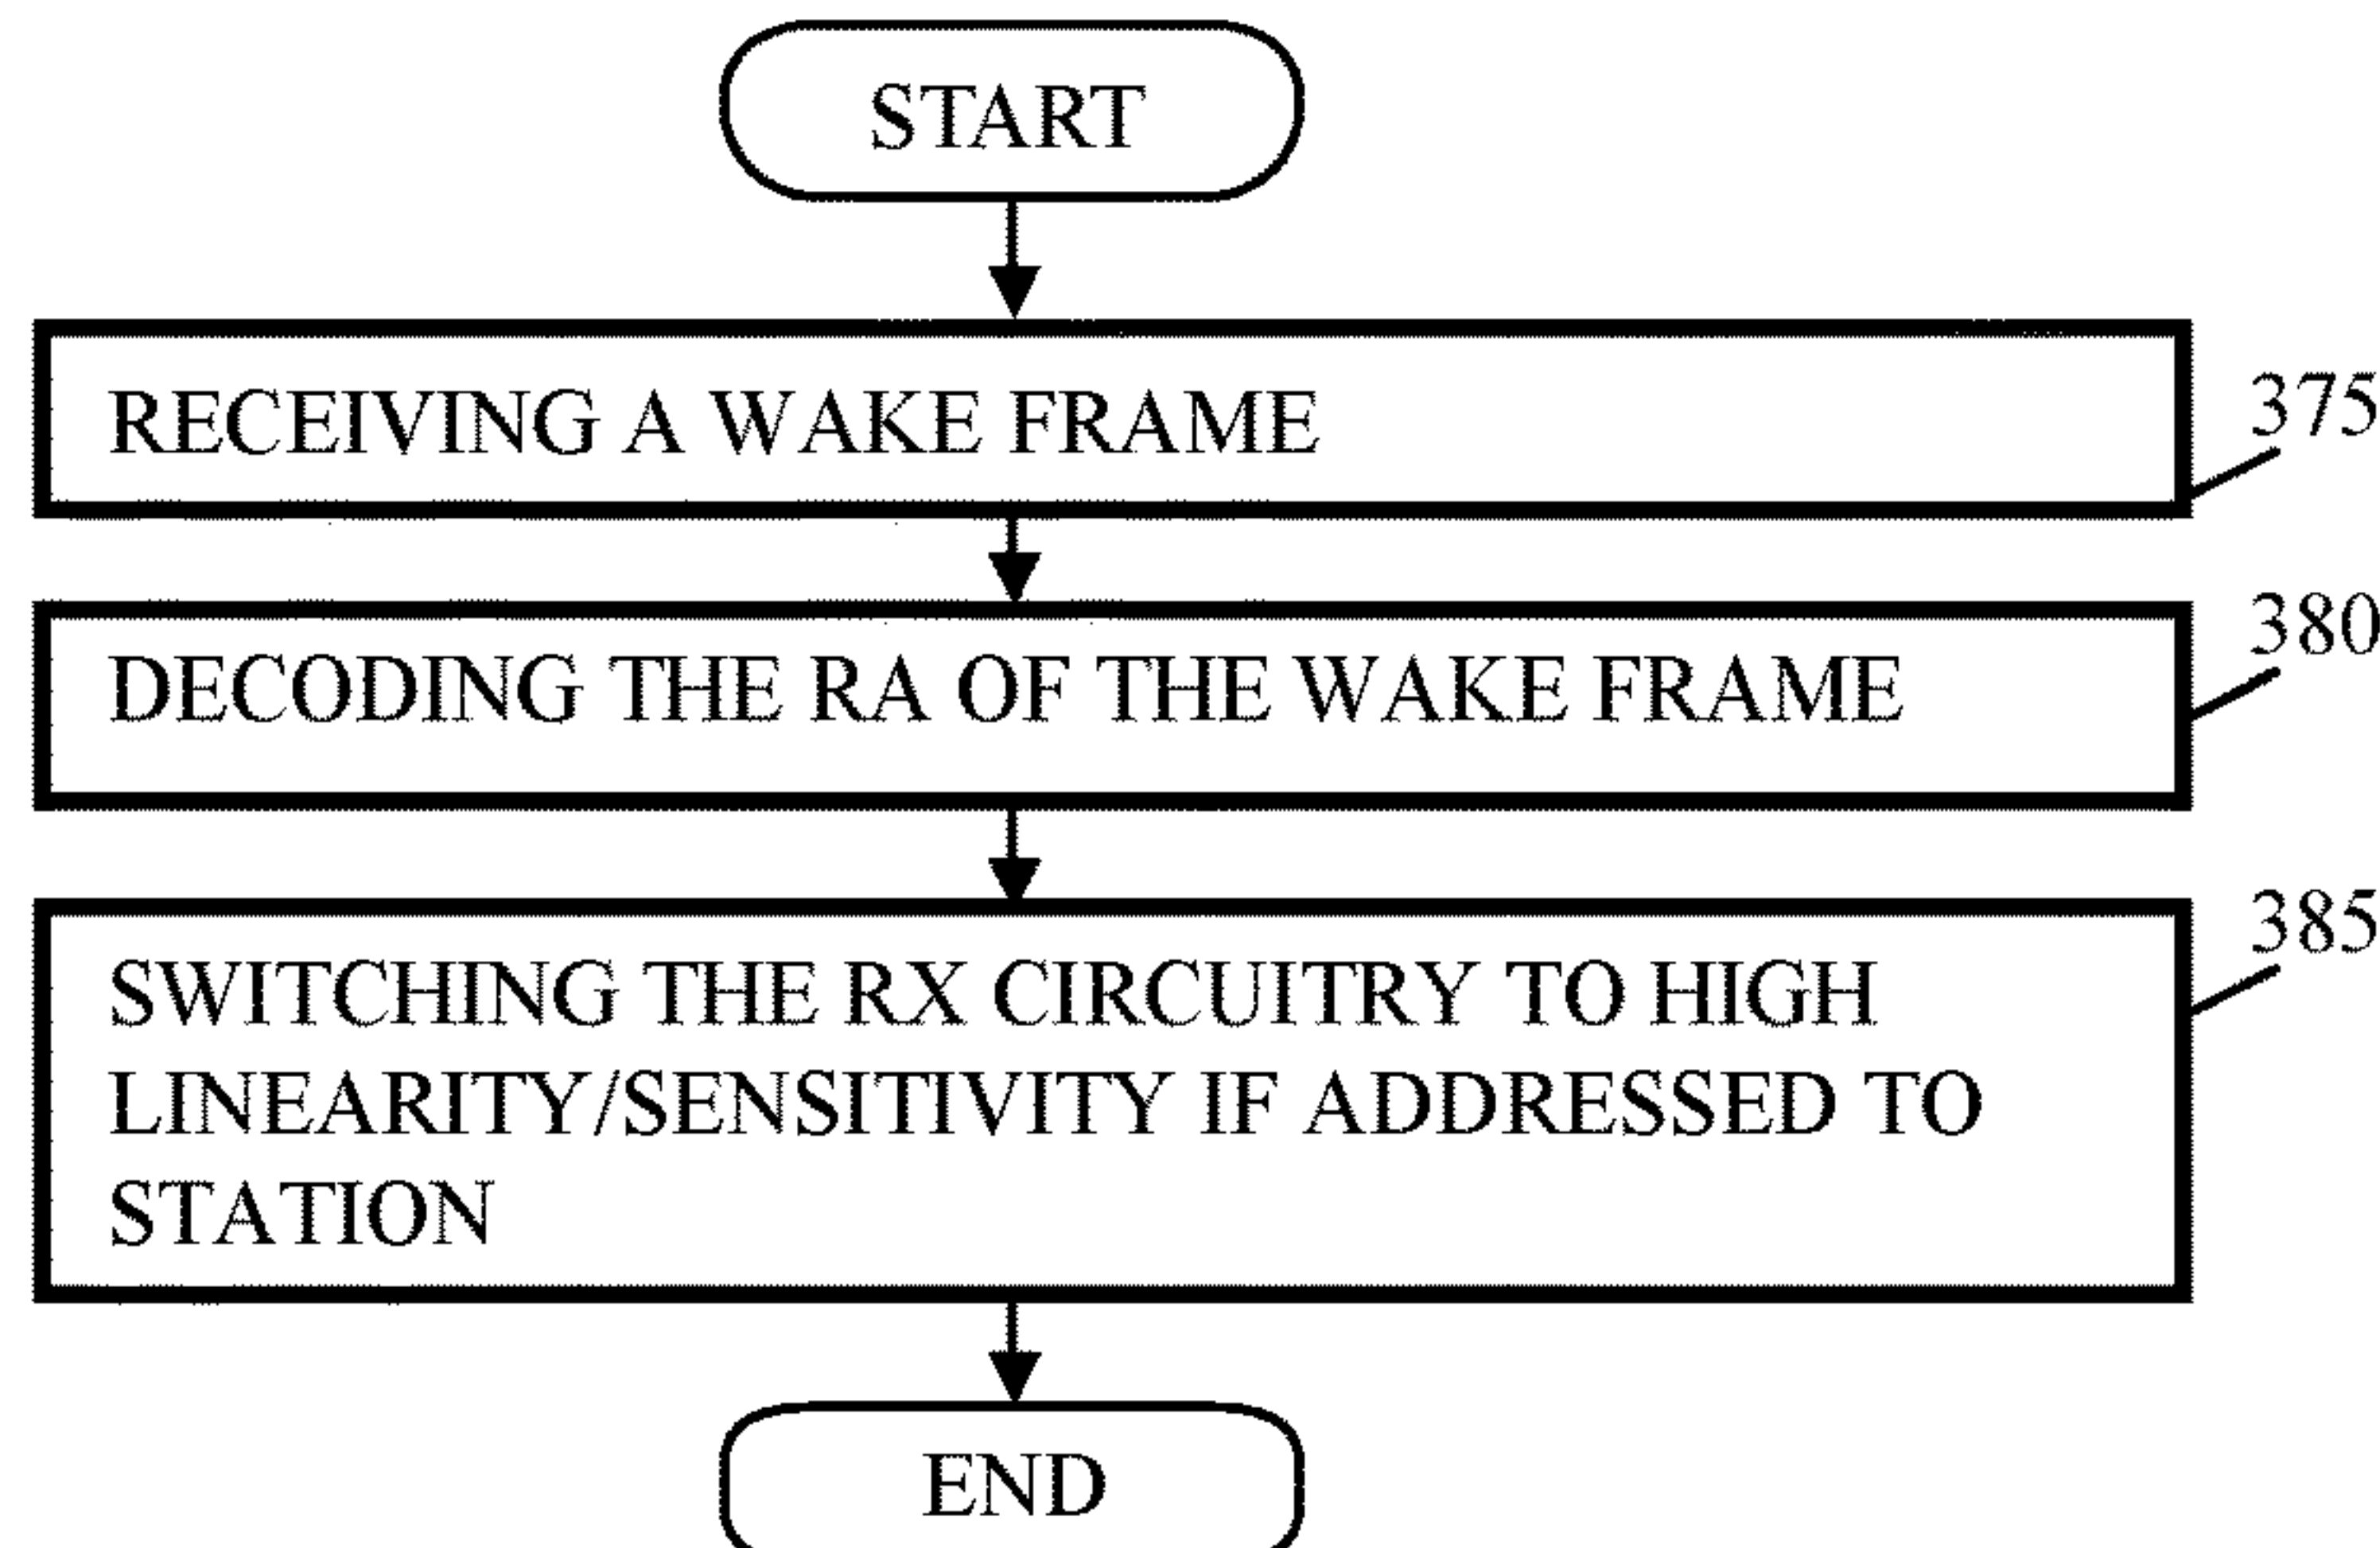 START
RECEIVING A WAKE FRAME
375
DECODING THE RA OF THE WAKE FRAME
380
SWITCHING THE RX CIRCUITRY TO HIGH
LINEARITY/SENSITIVITY IF ADDRESSED TO
STATION
385
END